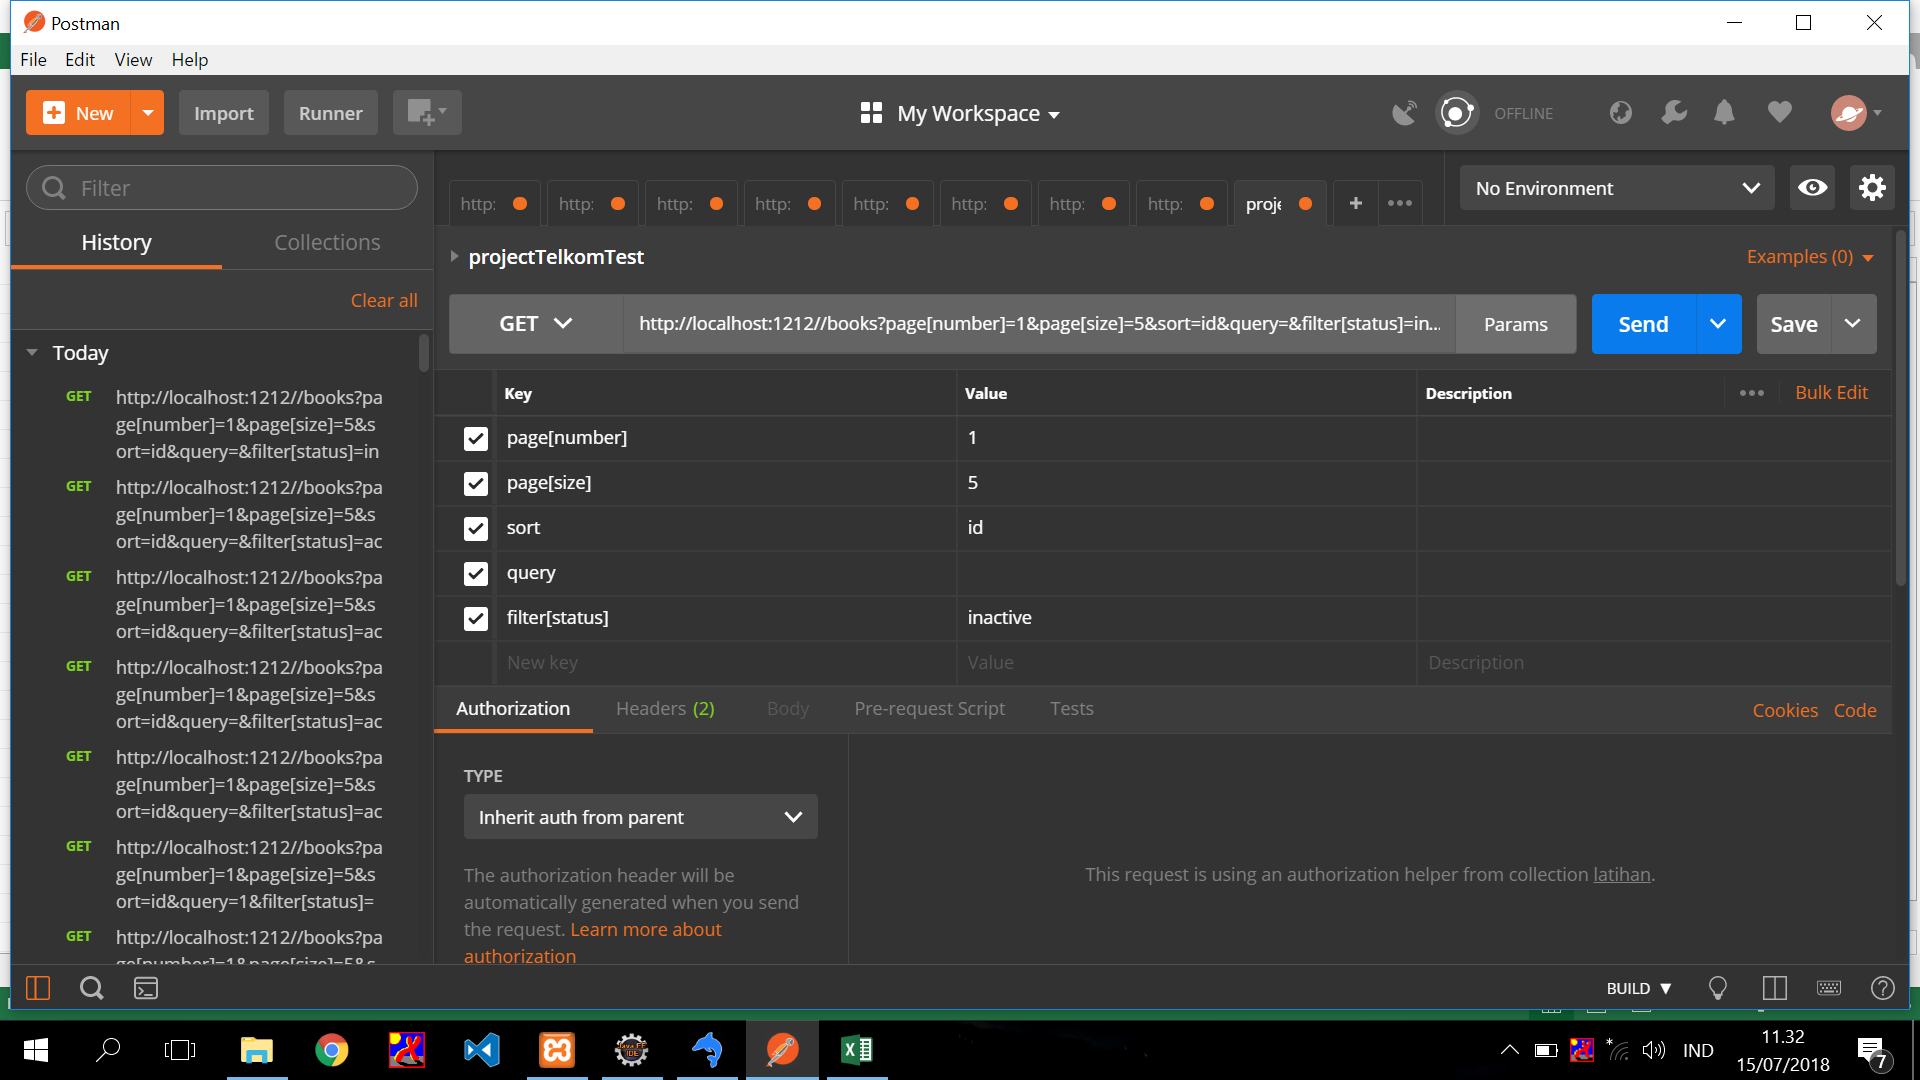 Postman
File Edit View Help
New Import Runner My Workspace OFFLINE
Filter
History Collections
Clear all
Today
GET http://localhost:1212//books?pa
ge[number]=1&page[size]=5&s
ort=id&query=&filter[status]=in
GET http://localhost:1212//books?pa
ge[number]=1&page[size]=5&s
ort=id&query=&filter[status]=ac
GET http://localhost:1212//books?pa
ge[number]=1&page[size]=5&s
ort=id&query=&filter[status]=ac
GET http://localhost:1212//books?pa
ge[number]=1&page[size]=5&s
ort=id&query=&filter[status]=ac
GET http://localhost:1212//books?pa
ge[number]=1&page[size]=5&s
ort=id&query=&filter[status]=ac
GET http://localhost:1212//books?pa
ge[number]=1&page[size]=5&s
ort=id&query=1&filter[status]=
GET http://localhost:1212//books?pa
ge[number]=1&page[size]=5&s
http: http: http: http: http: http: http: http: proje
No Environment
projectTelkomTest
Examples (0)
GET http://localhost:1212//books?page[number]=1&page[size]=5&sort=id&query=&filter[status]=in... Params Send Save
Key Value Description Bulk Edit
page[number] 1
page[size] 5
sort id
query
filter[status] inactive
New key Value Description
Authorization Headers (2) Body Pre-request Script Tests Cookies Code
TYPE
Inherit auth from parent
The authorization header will be
automatically generated when you send
the request. Learn more about
authorization
This request is using an authorization helper from collection latihan.
BUILD
Java EE
IDE
IND
11.32
15/07/2018
7